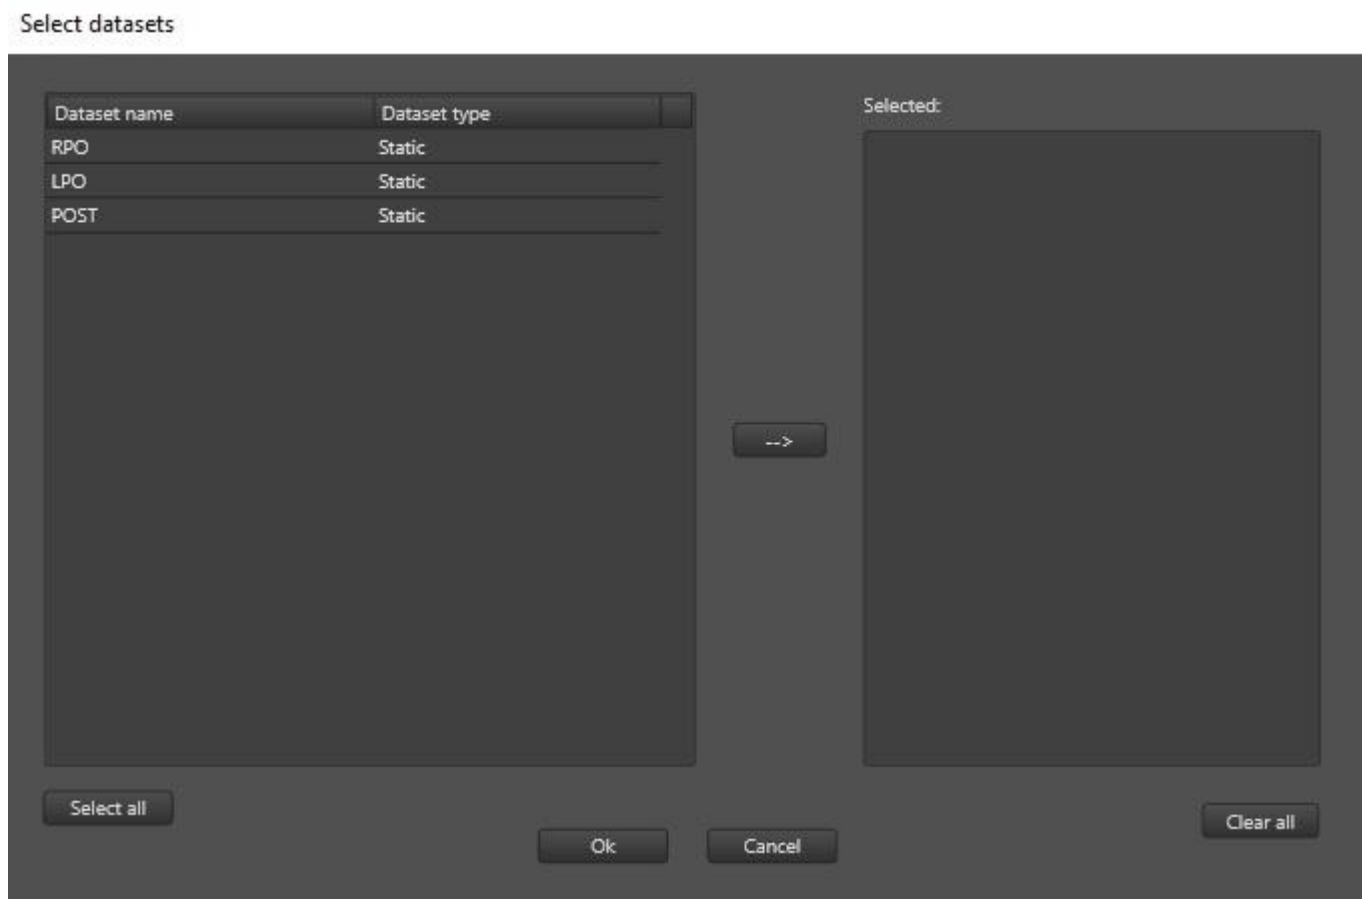 Select datasets
Dataset name Dataset type
RPO Static
LPO Static
POST Static
Selected:
-->
Select all
Clear all
Ok Cancel